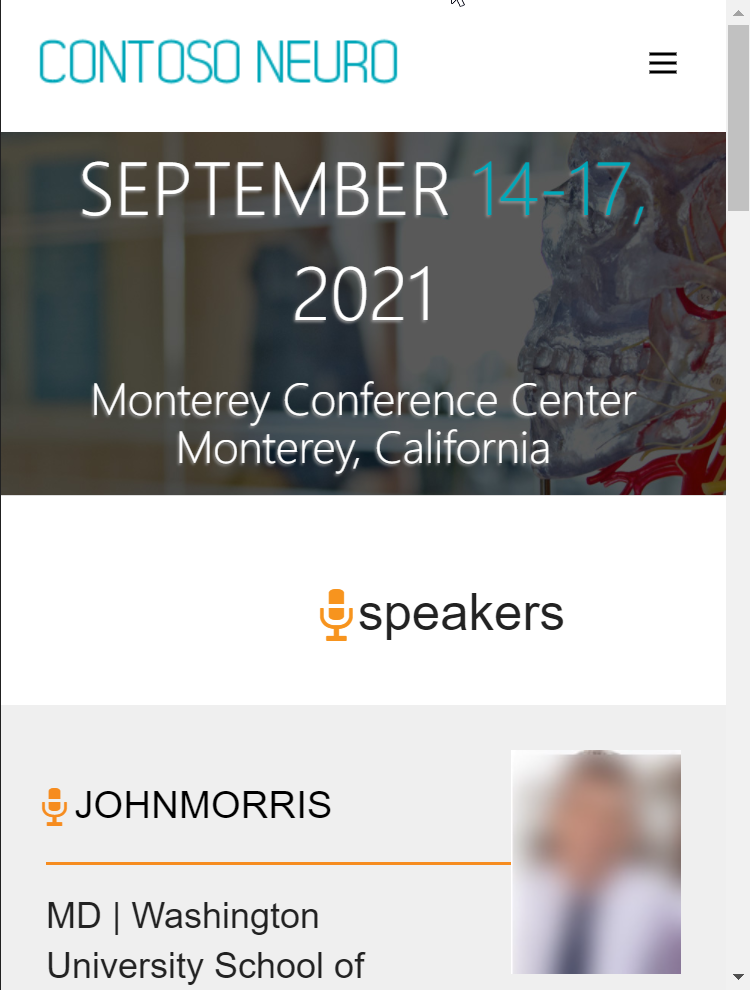 CONTOSO NEURO
SEPTEMBER 14-17,
2021
Monterey Conference Center
Monterey, California
speakers
JOHNMORRIS
MD | Washington
University School of